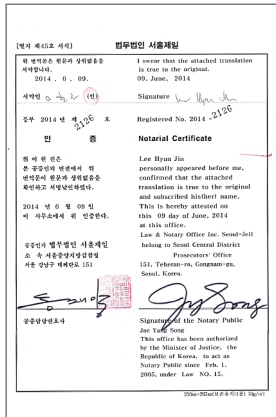 [별지 제45호 서식]
법무법인 서울제일
위 번역문은 원문과 상위없음을
서약합니다.
2014 . 6 . 09.
서약인
(인)
등부 2014 년 제 2126 호
인 증
위 이 현 진은
본 공증인의 면전에서 위
번역문이 원문과 상위없음을
확인하고 서명날인하였다.
2014 년 6 월 09 일
이 사무소에서 위 인증한다.
공증인가 법무법인 서울제일
소 속 서울중앙지방검찰청
서울 강남구 테헤란로 151
공증담당변호사
I swear that the attached translation
is true to the original.
09. June, 2014
Signature
Registered No. 2014 -2126
Notarial Certificate
Lee Hyun Jin
personally appeared before me,
confirmed that the attached
translation is true to the original
and subscribed his(her) name.
This is hereby attested on
this 09 day of June, 2014
at this office.
Law & Notary Office Inc. Seoul-Jeil
belong to Seoul Central District
Prosecutors' Office
151, Teheran-ro, Gangnam-gu,
Seoul, Korea.
Signature of the Notary Public
Jae Yang Song
This office has been authorized
by the Minister of Justice, the
Republic of Korea, to act as
Notary Public since Feb. 1.
2005, under Law NO. 15.